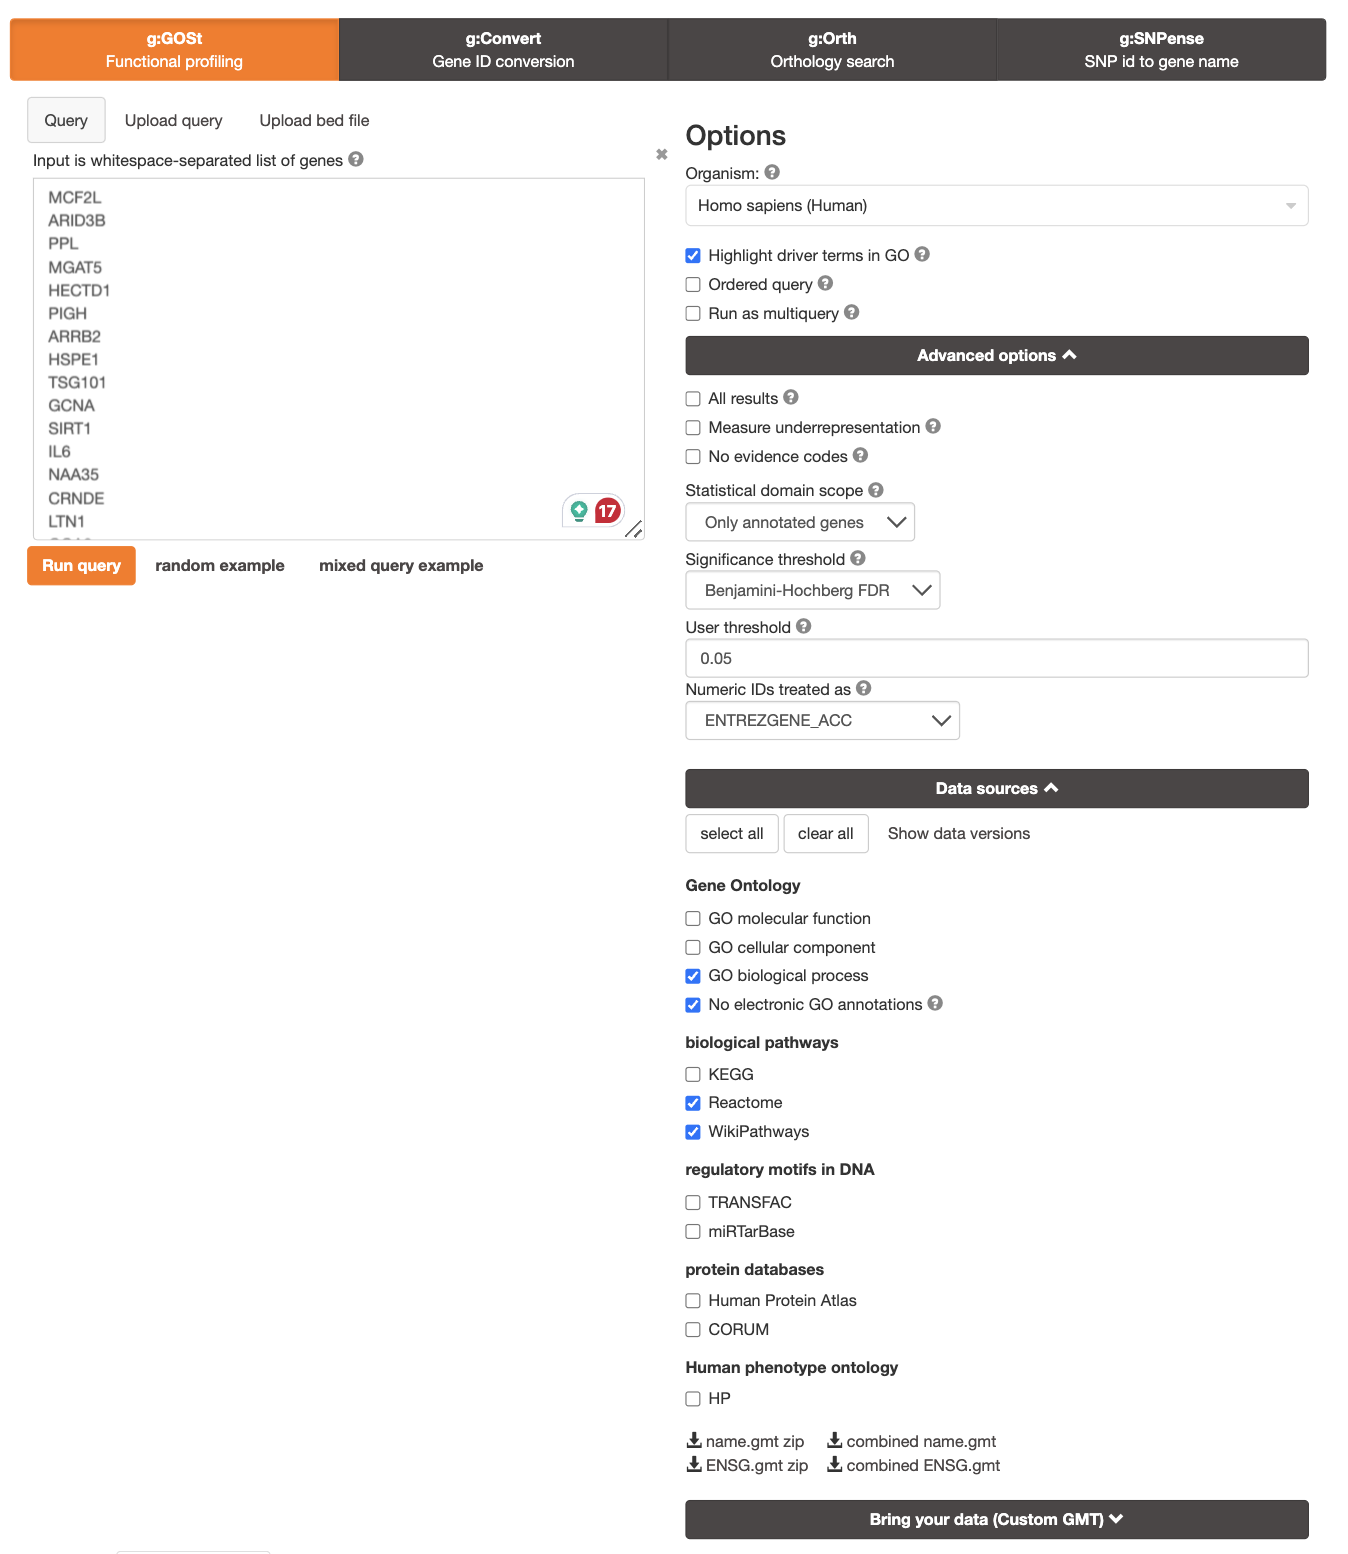 g:GOSt
Functional profiling
g:Convert
Gene ID conversion
g:Orth
Orthology search
g:SNPense
SNP id to gene name
Query Upload query Upload bed file
Input is whitespace-separated list of genes
MCF2L
ARID3B
PPL
MGAT5
HECTD1
PIGH
ARRB2
HSPE1
TSG101
GCNA
SIRT1
IL6
NAA35
CRNDE
LTN1
17
Run query random example mixed query example
Options
Organism:
Homo sapiens (Human)
Highlight driver terms in GO
Ordered query
Run as multiquery
Advanced options
All results
Measure underrepresentation
No evidence codes
Statistical domain scope
Only annotated genes
Significance threshold
Benjamini-Hochberg FDR
User threshold
0.05
Numeric IDs treated as
ENTREZGENE_ACC
Data sources
select all clear all Show data versions
Gene Ontology
GO molecular function
GO cellular component
GO biological process
No electronic GO annotations
biological pathways
KEGG
Reactome
WikiPathways
regulatory motifs in DNA
TRANSFAC
miRTarBase
protein databases
Human Protein Atlas
CORUM
Human phenotype ontology
HP
name.gmt zip combined name.gmt
ENSG.gmt zip combined ENSG.gmt
Bring your data (Custom GMT)